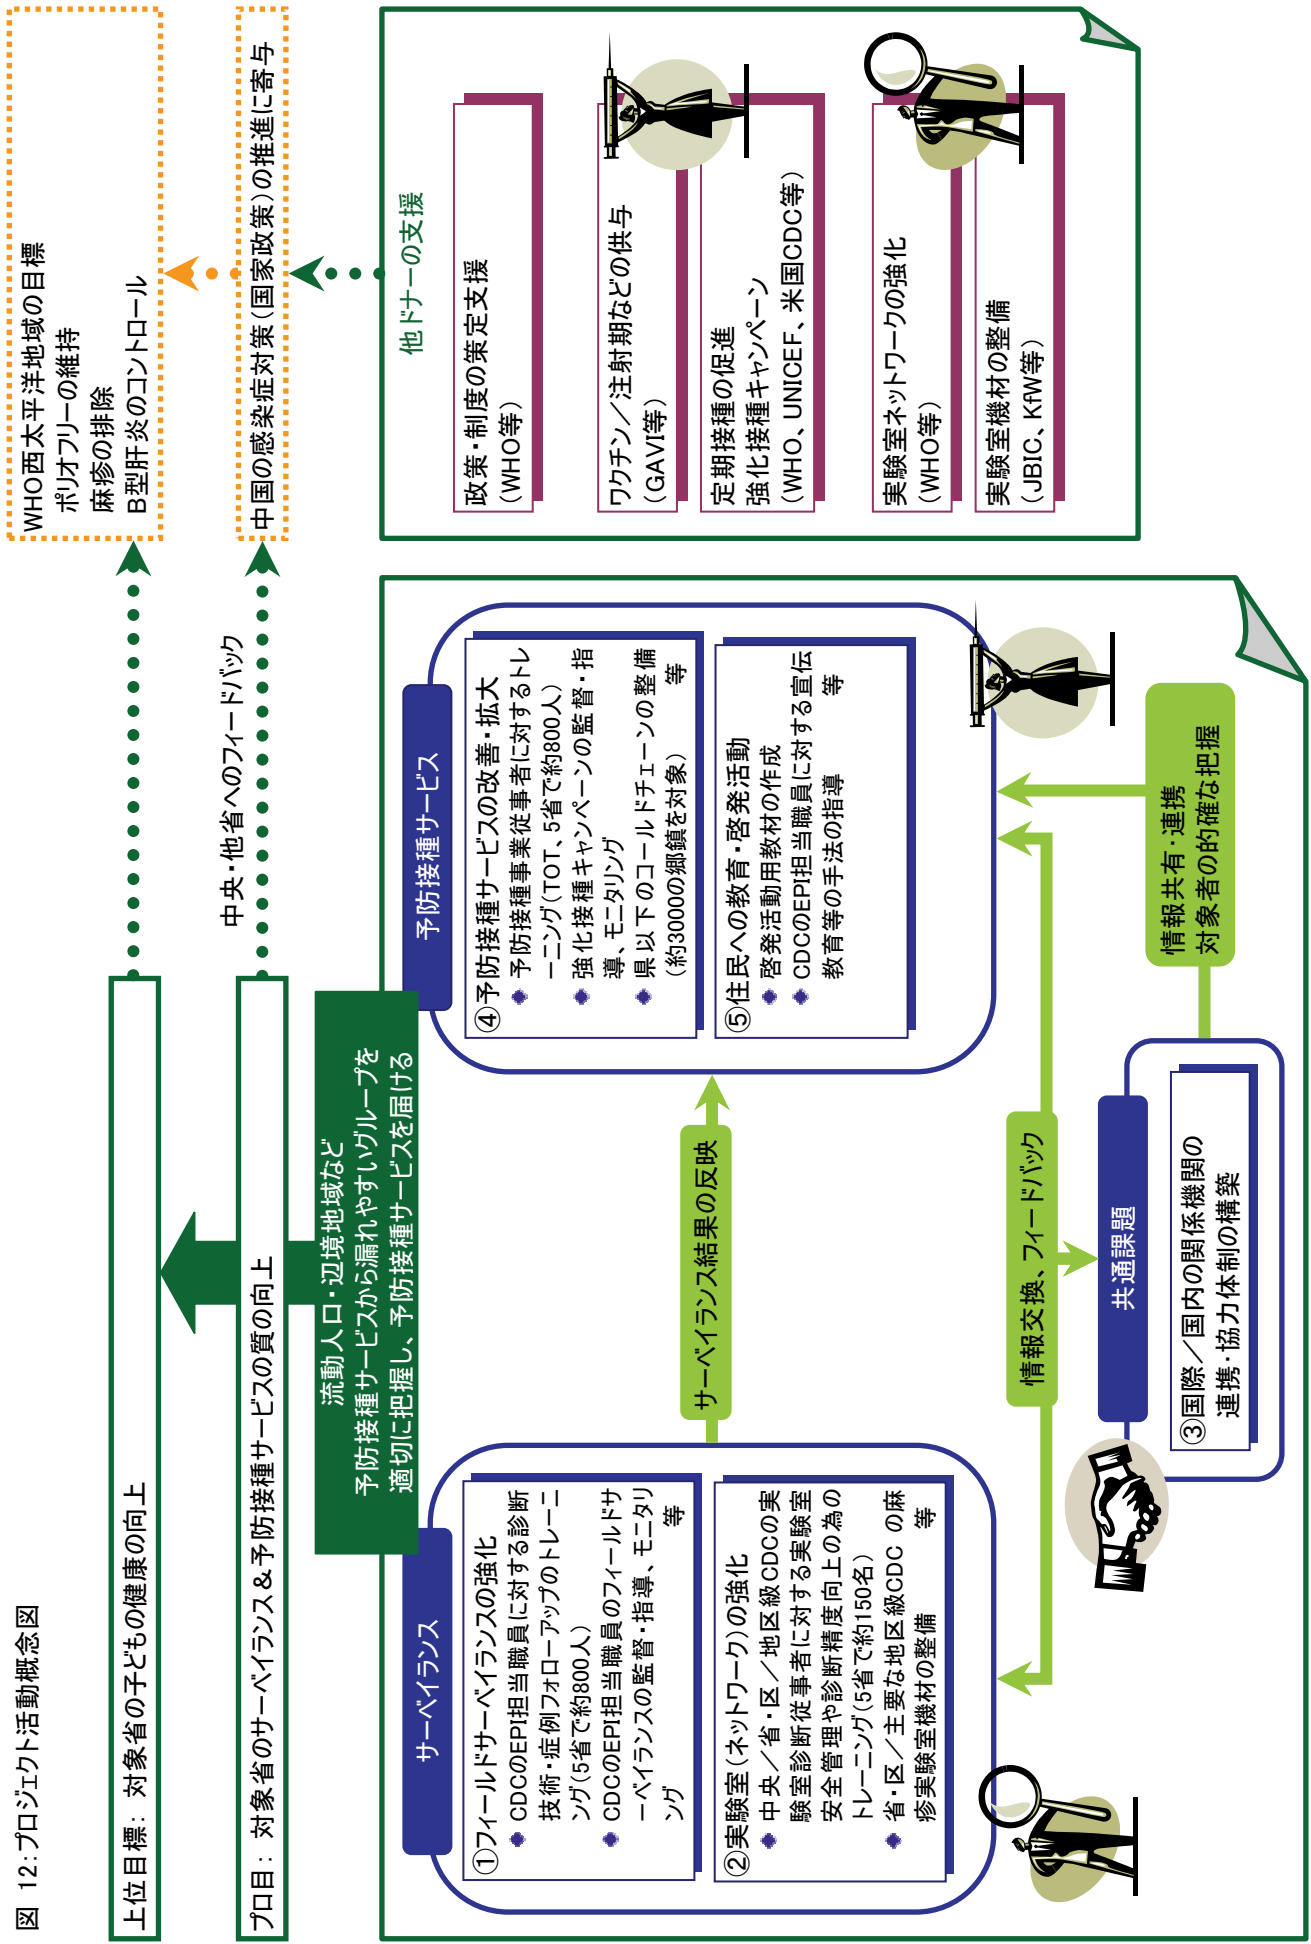 図 12:プロジェクト活動概念図
上位目標: 対象省の子どもの健康の向上
WHO西太平洋地域の目標
ポリオフリーの維持
麻疹の排除
B型肝炎のコントロール
中央・他省へのフィードバック
プロ目: 対象省のサーベイランス&予防接種サービスの質の向上
中国の感染症対策(国家政策)の推進に寄与
流動人口・辺境地域など
予防接種サービスから漏れやすいグループを
適切に把握し、予防接種サービスを届ける
サーベイランス
①フィールドサーベイランスの強化
CDCのEPI担当職員に対する診断
技術・症例フォローアップのトレーニ
ング(5省で約800人)
CDCのEPI担当職員のフィールドサ
ーベイランスの監督・指導、モニタリ
ング 等
②実験室(ネットワーク)の強化
中央/省・区/地区級CDCの実
験室診断従事者に対する実験室
安全管理や診断精度向上の為の
トレーニング(5省で約150名)
省・区/主要な地区級CDC の麻
疹実験室機材の整備 等
サーベイランス結果の反映
予防接種サービス
④予防接種サービスの改善・拡大
予防接種事業従事者に対するトレ
ーニング(TOT、5省で約800人)
強化接種キャンペーンの監督・指
導、モニタリング
県以下のコールドチェーンの整備
(約3000の郷鎮を対象) 等
⑤住民への教育・啓発活動
啓発活動用教材の作成
CDCのEPI担当職員に対する宣伝
教育等の手法の指導 等
情報交換、フィードバック
共通課題
③国際/国内の関係機関の
連携・協力体制の構築
情報共有・連携
対象者の的確な把握
他ドナーの支援
政策・制度の策定支援
(WHO等)
ワクチン/注射期などの供与
(GAVI等)
定期接種の促進
強化接種キャンペーン
(WHO、UNICEF、米国CDC等)
実験室ネットワークの強化
(WHO等)
実験室機材の整備
(JBIC、KfW等)